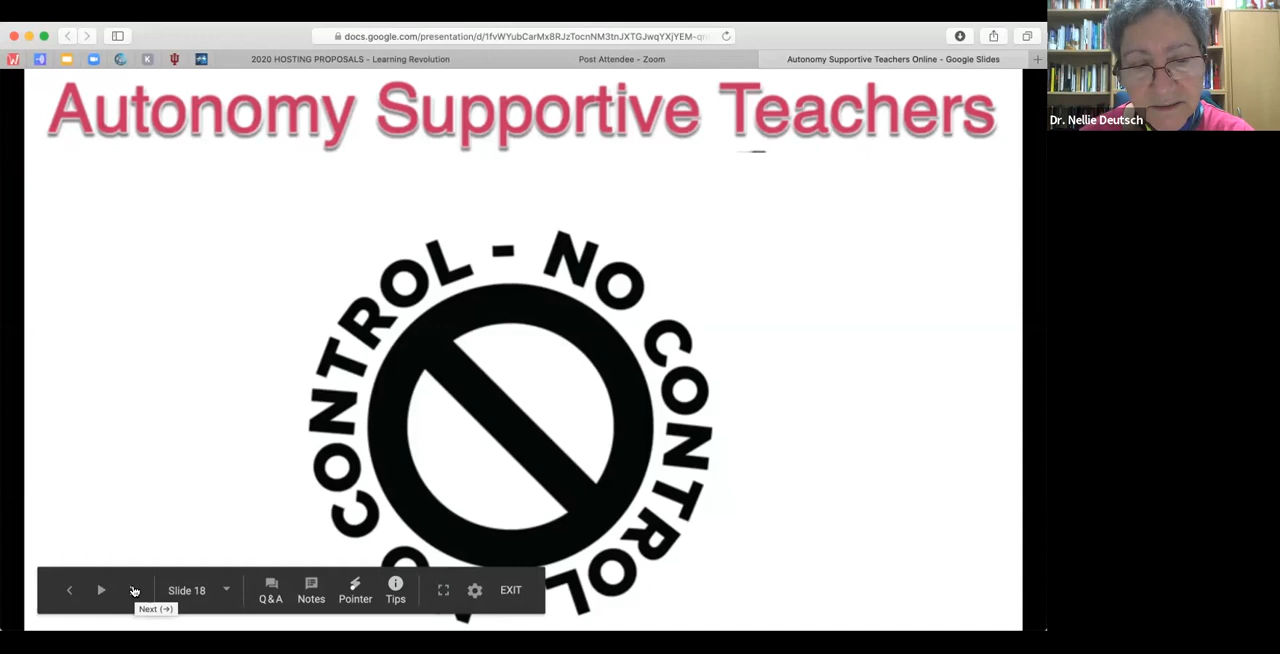 docs.google.com/presentation/d/1fvWYubCarMx8RJzTocnNM3tnJXTGJwqYXjYEM-
2020 HOSTING PROPOSALS - Learning Revolution
Post Attendee - Zoom
Autonomy Supportive Teachers Online - Google Slides
Dr. Nellie Deutsch
Autonomy Supportive Teachers
CONTROL - NO CONTROL
Slide 18
Q&A
Notes
Pointer
Tips
EXIT
Next (→)